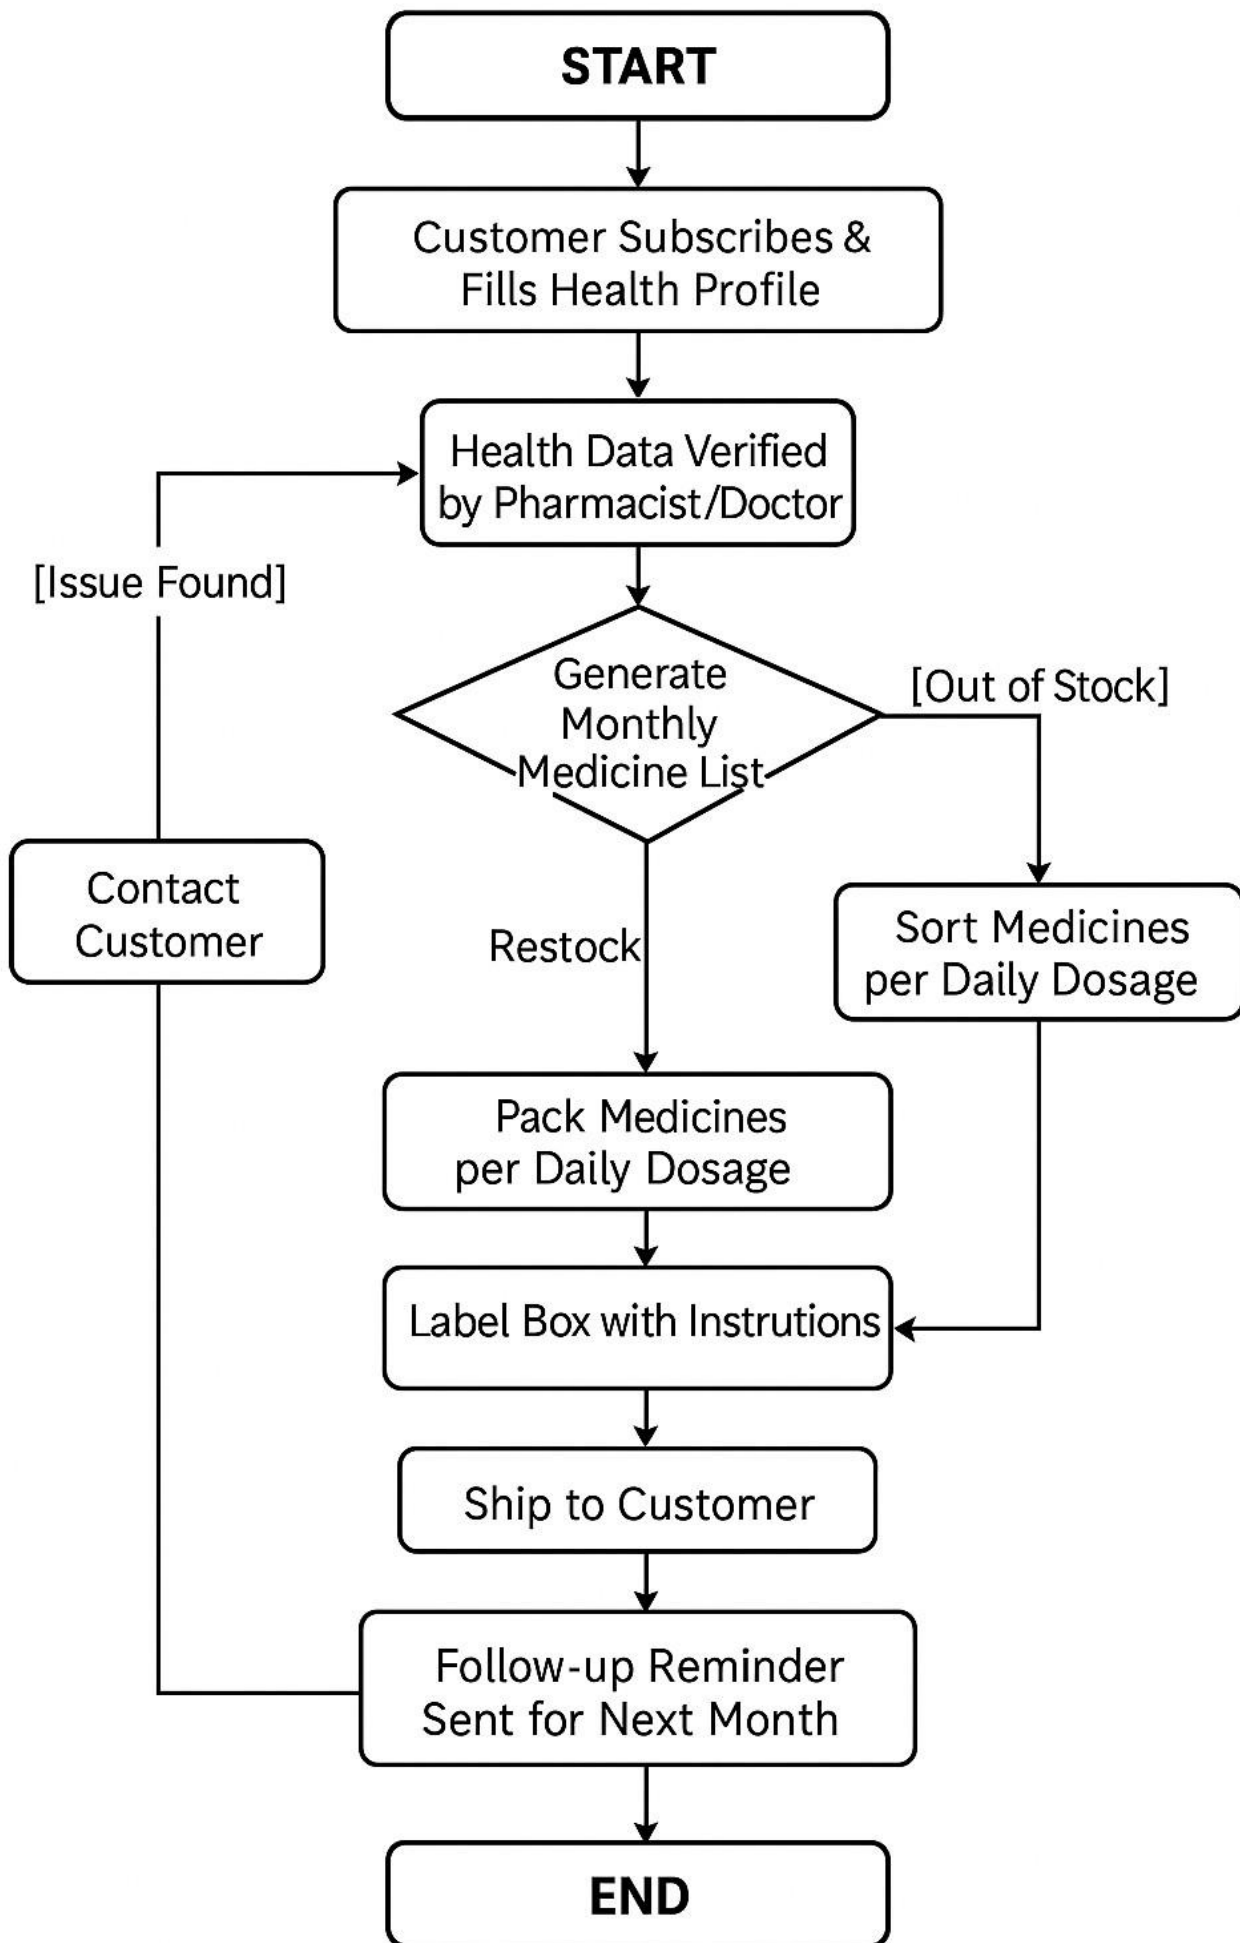 START
Customer Subscribes &
Fills Health Profile
Health Data Verified
by Pharmacist/Doctor
[Issue Found]
Generate
Monthly
Medicine List
[Out of Stock]
Contact
Customer
Restock
Sort Medicines
per Daily Dosage
Pack Medicines
per Daily Dosage
Label Box with Instrutions
Ship to Customer
Follow-up Reminder
Sent for Next Month
END